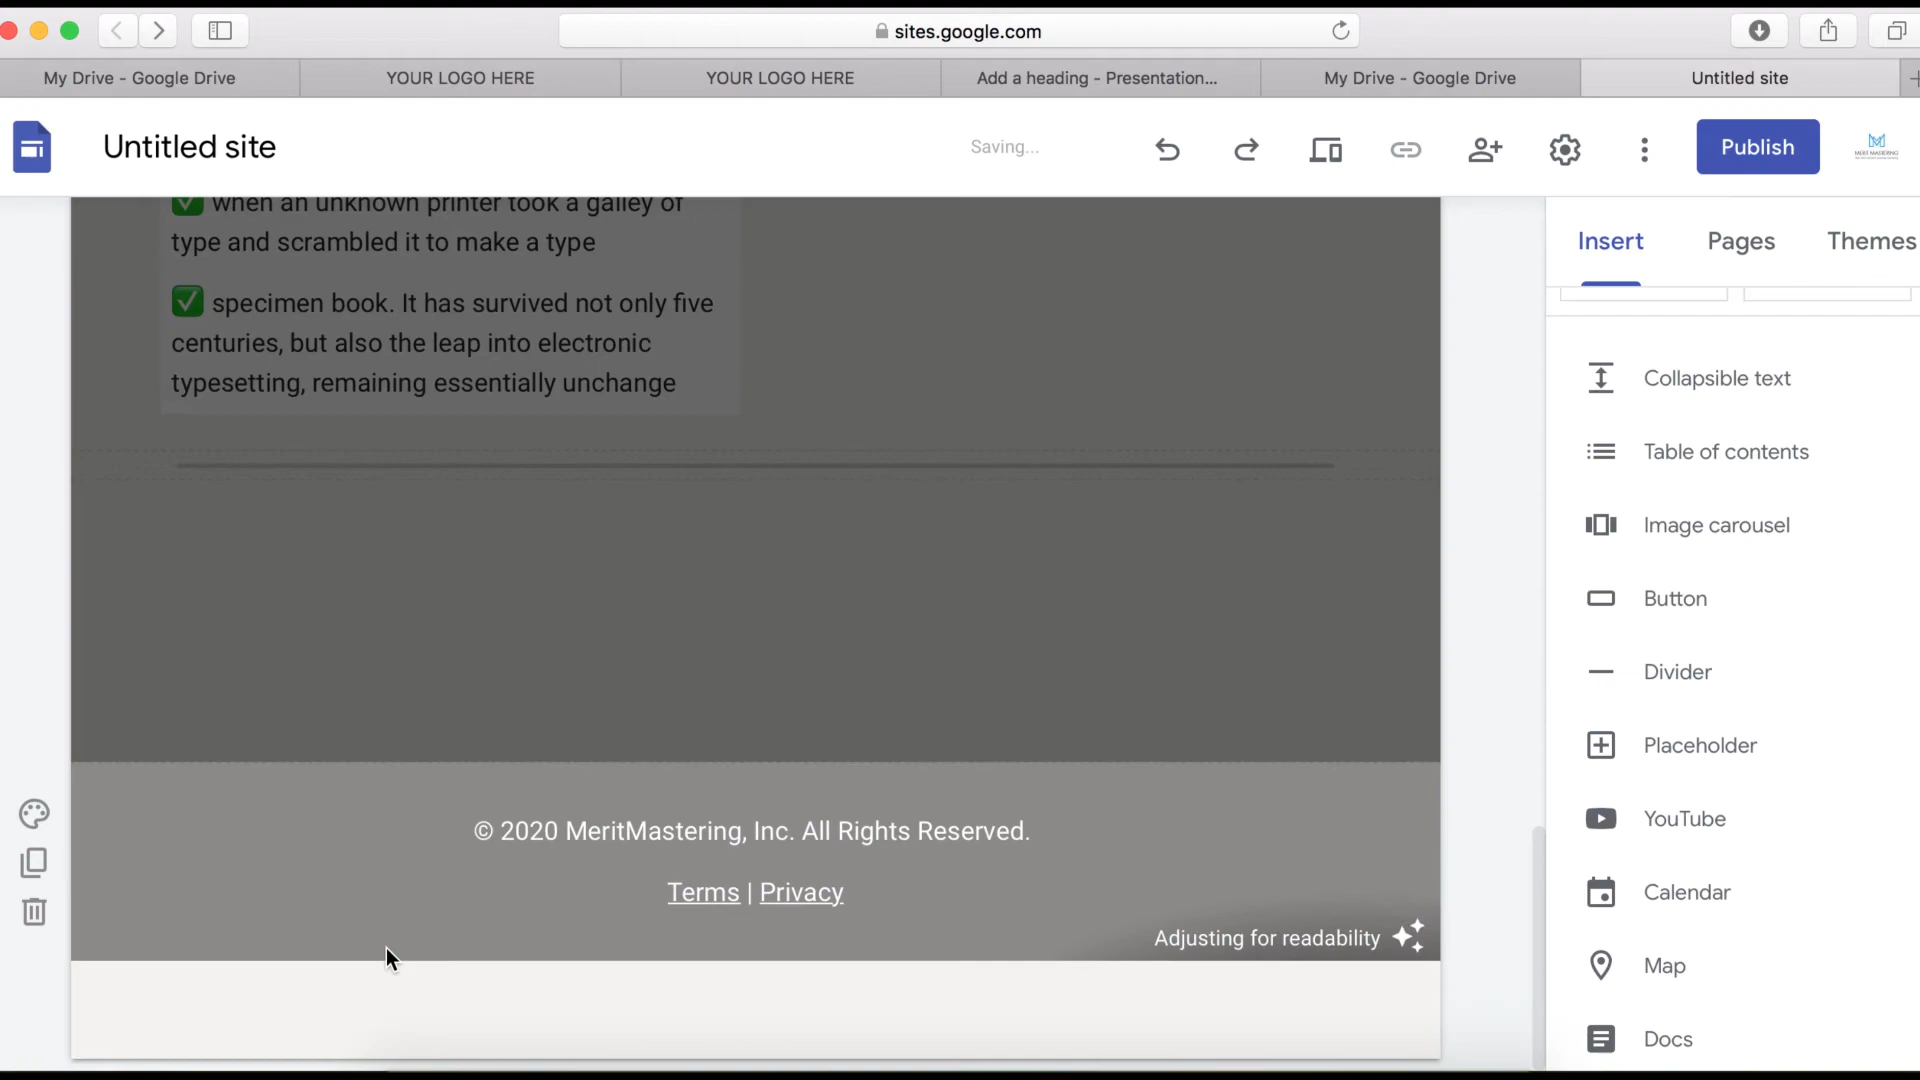 sites.google.com
My Drive - Google Drive
YOUR LOGO HERE
YOUR LOGO HERE
Add a heading - Presentation...
My Drive - Google Drive
Untitled site
Untitled site
Saving...
Publish
MERIT MASTERING
Insert
Pages
Themes
✅ when an unknown printer took a galley of
type and scrambled it to make a type
✅ specimen book. It has survived not only five
centuries, but also the leap into electronic
typesetting, remaining essentially unchange
© 2020 MeritMastering, Inc. All Rights Reserved.
Terms | Privacy
Adjusting for readability
Collapsible text
Table of contents
Image carousel
Button
Divider
Placeholder
YouTube
Calendar
Map
Docs